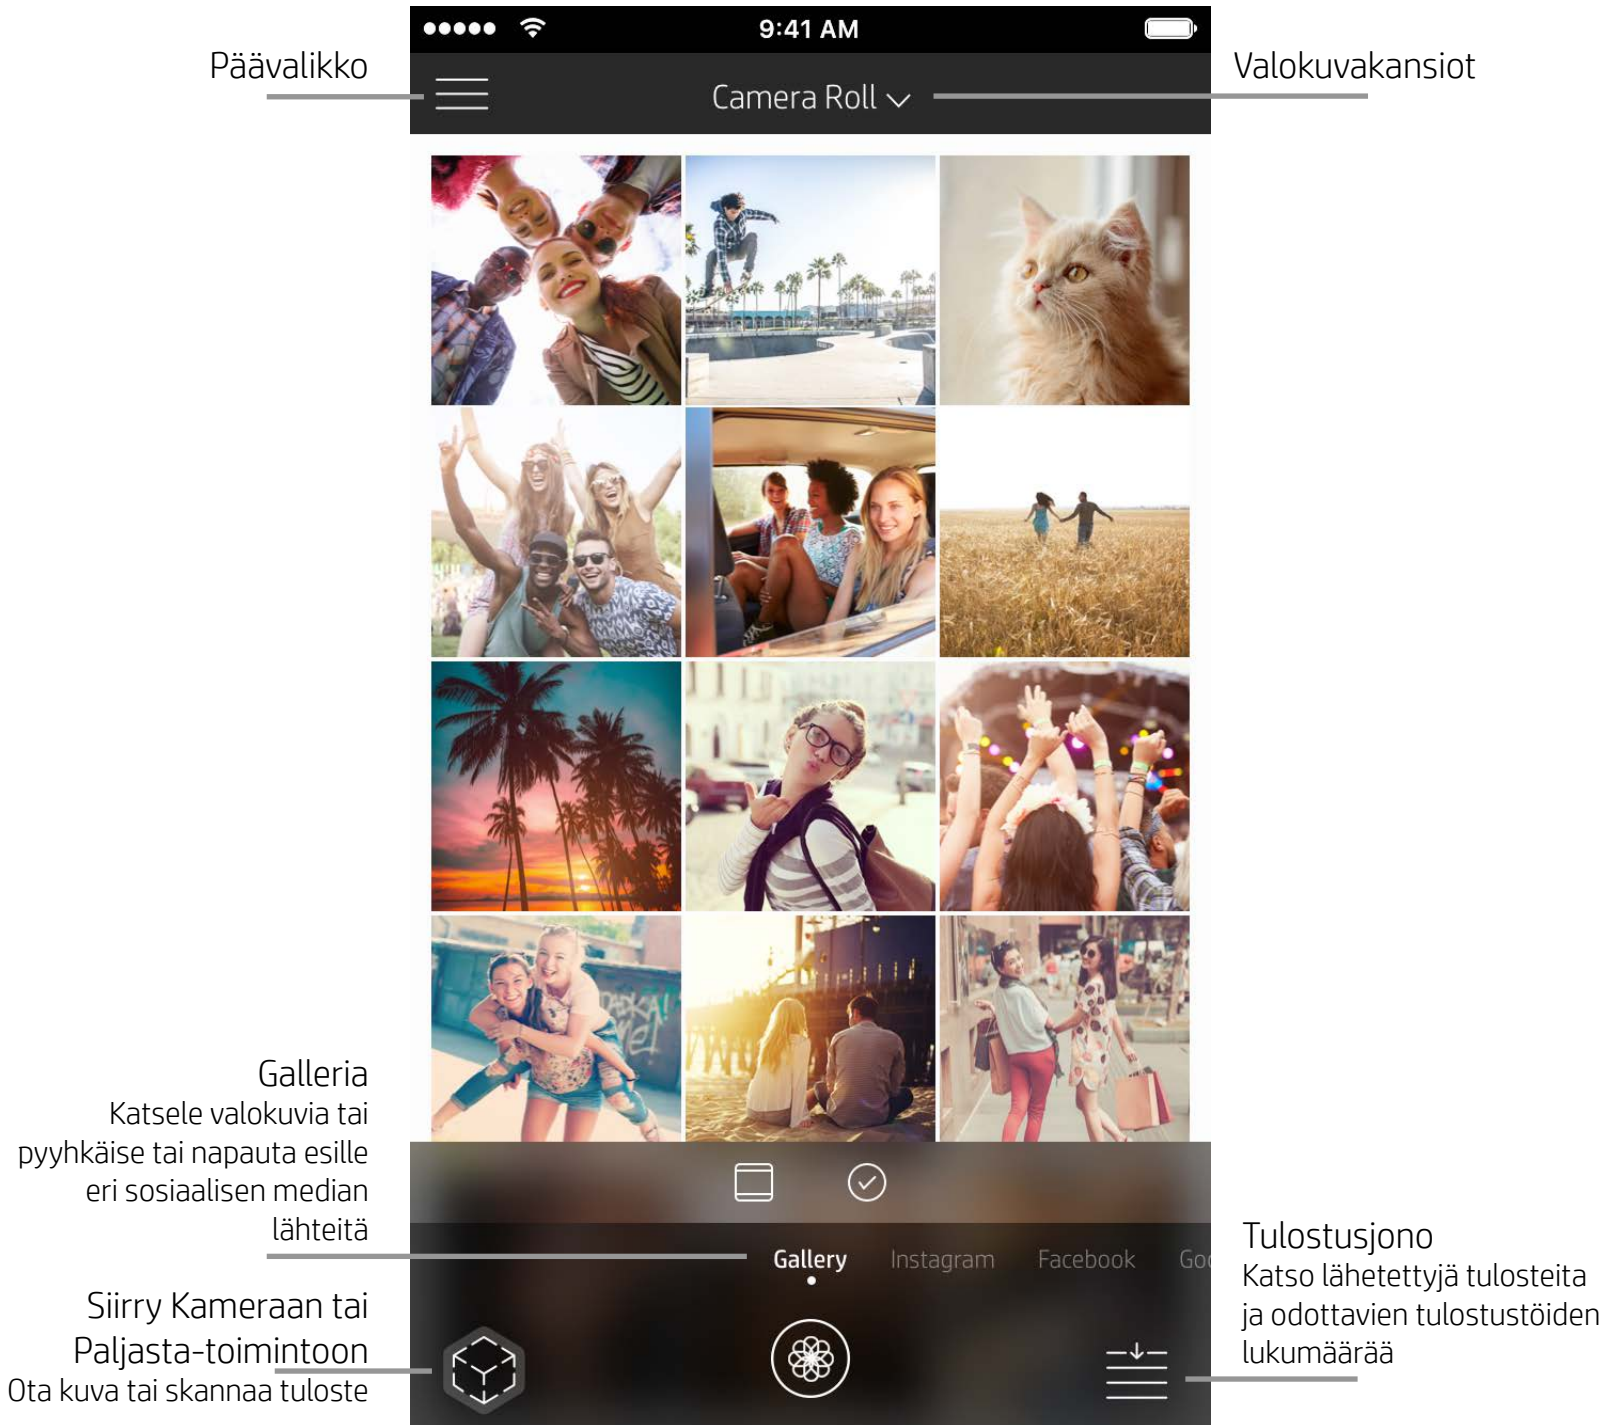 9:41 AM
Päävalikko
Camera Roll
Valokuvakansiot
Galleria
Katsele valokuvia tai
pyyhkäise tai napauta esille
eri sosiaalisen median
lähteitä
Gallery Instagram Facebook Goo
Siirry Kameraan tai
Paljasta-toimintoon
Ota kuva tai skannaa tuloste
Tulostusjono
Katso lähetettyjä tulosteita
ja odottavien tulostustöiden
lukumäärää